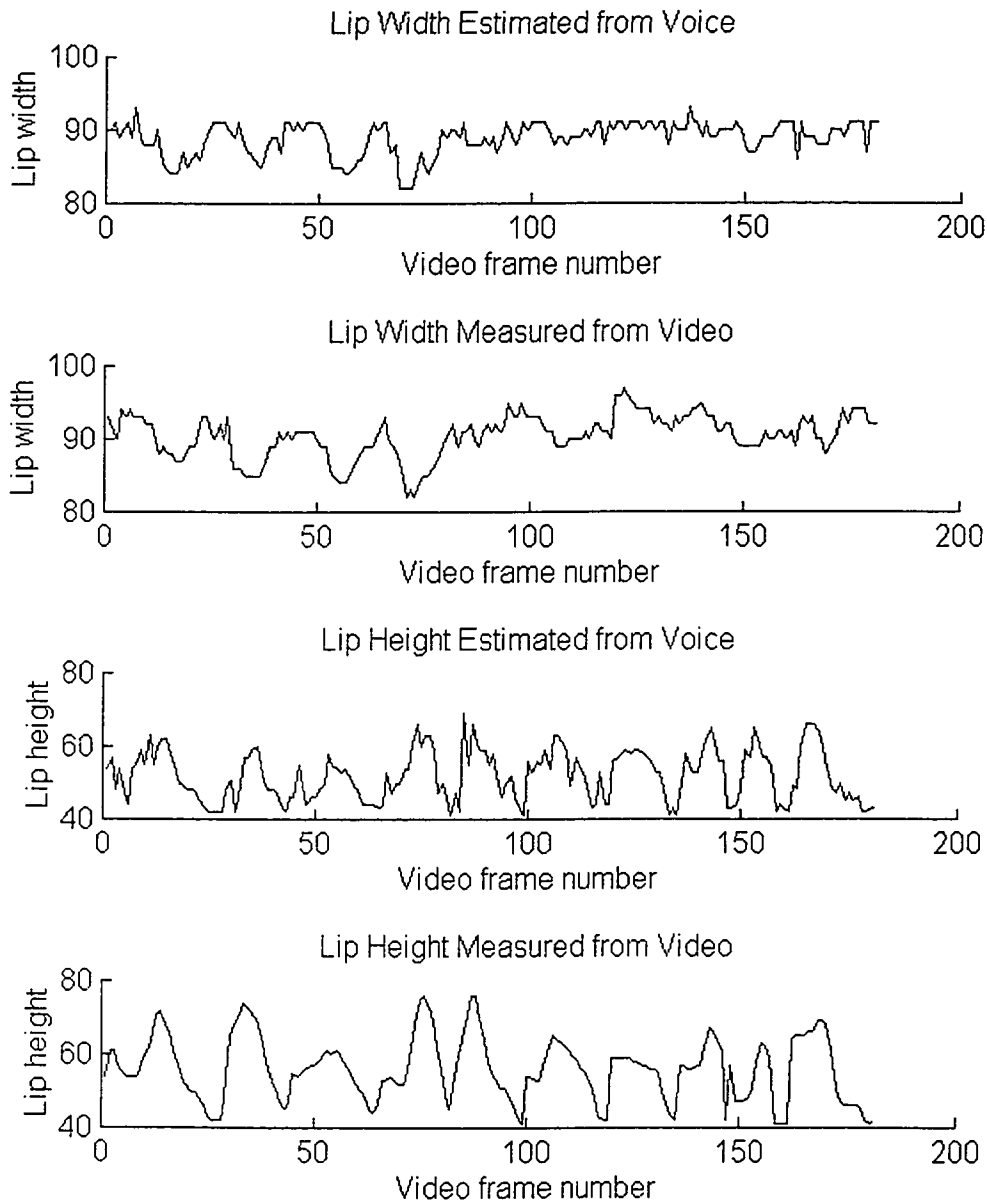 Lip Width Estimated from Voice
100
90
80
Lip width
0 50 100 150 200
Video frame number
Lip Width Measured from Video
100
90
80
Lip width
0 50 100 150 200
Video frame number
Lip Height Estimated from Voice
80
60
40
Lip height
0 50 100 150 200
Video frame number
Lip Height Measured from Video
80
60
40
Lip height
0 50 100 150 200
Video frame number